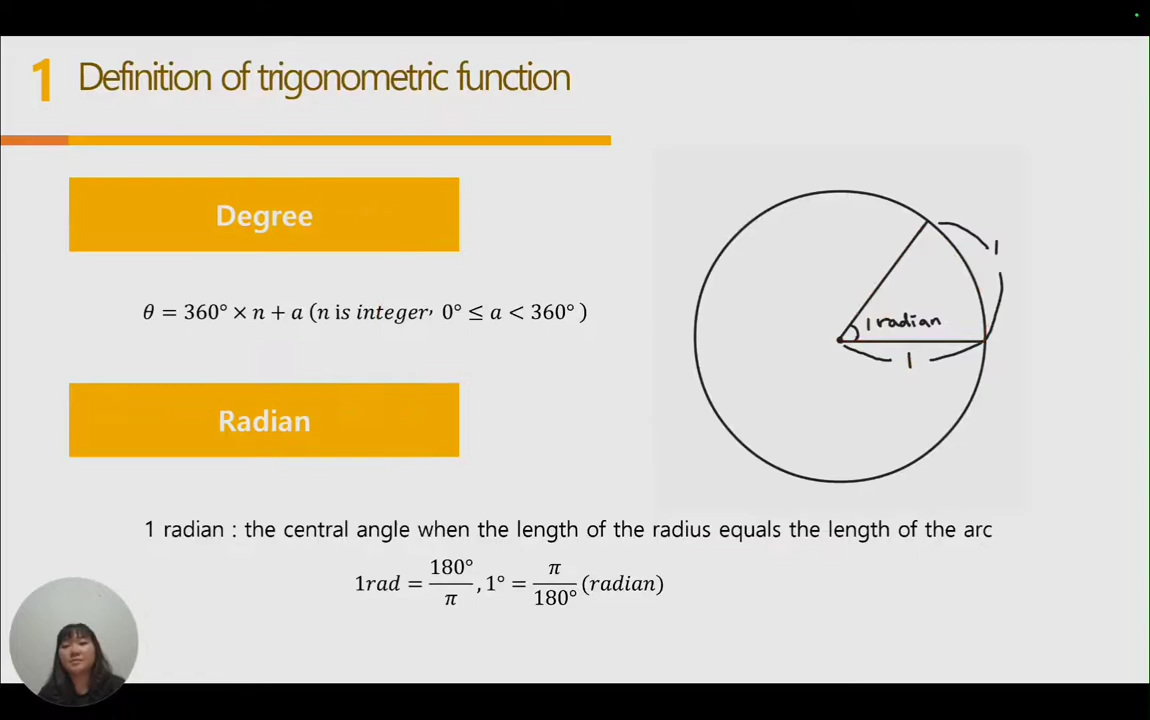 1 Definition of trigonometric function
Degree
θ = 360° × n + a (n is integer, 0° ≤ a < 360° )
Radian
1 radian
1
1
1 radian : the central angle when the length of the radius equals the length of the arc
1rad = 180°/π , 1° = π/180° (radian)